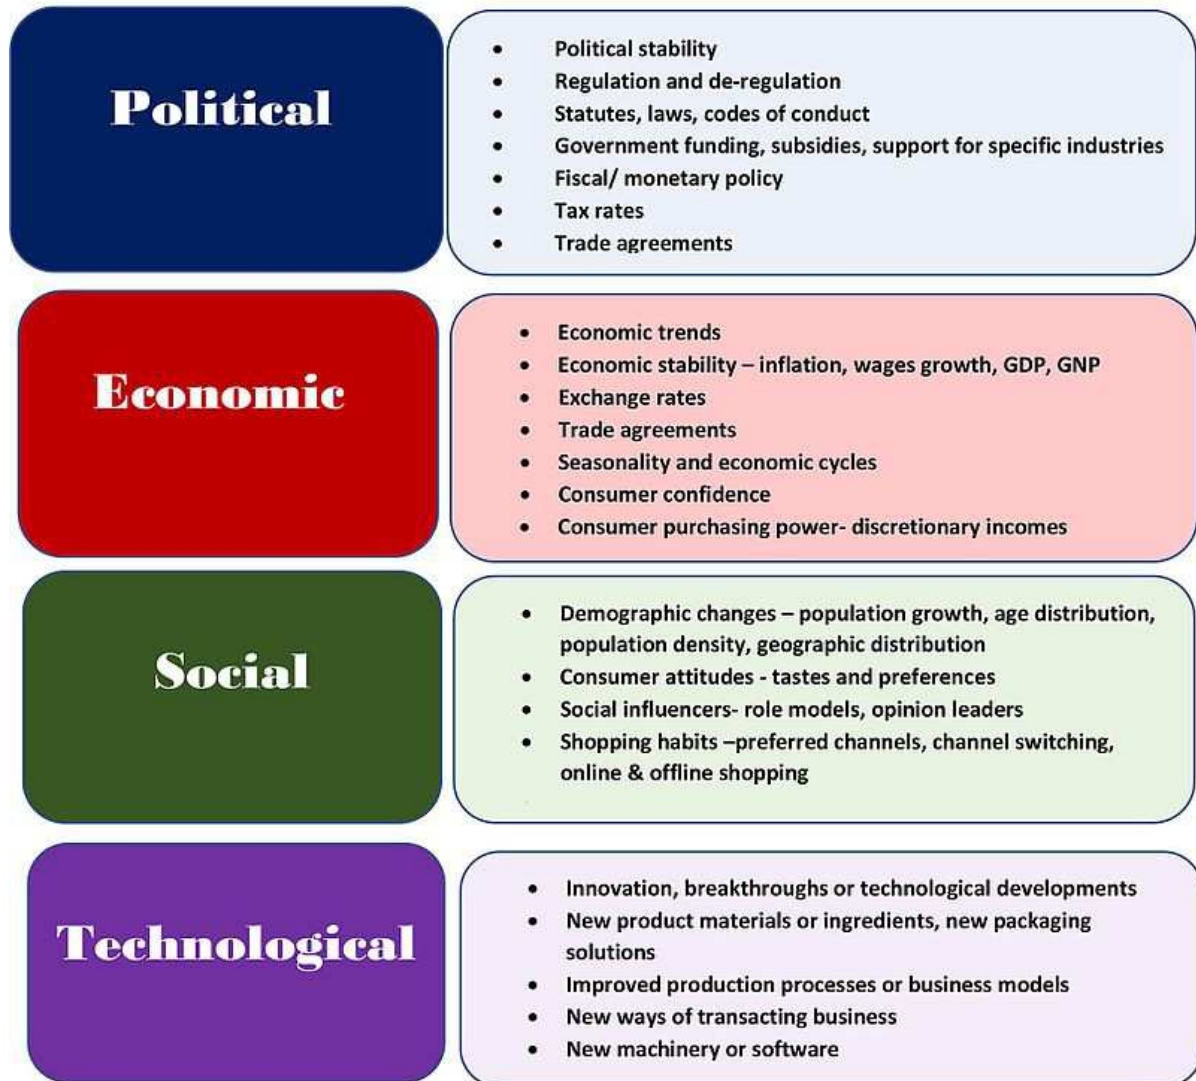 Political
• Political stability
• Regulation and de-regulation
• Statutes, laws, codes of conduct
• Government funding, subsidies, support for specific industries
• Fiscal/ monetary policy
• Tax rates
• Trade agreements
Economic
• Economic trends
• Economic stability – inflation, wages growth, GDP, GNP
• Exchange rates
• Trade agreements
• Seasonality and economic cycles
• Consumer confidence
• Consumer purchasing power- discretionary incomes
Social
• Demographic changes – population growth, age distribution,
population density, geographic distribution
• Consumer attitudes - tastes and preferences
• Social influencers- role models, opinion leaders
• Shopping habits –preferred channels, channel switching,
online & offline shopping
Technological
• Innovation, breakthroughs or technological developments
• New product materials or ingredients, new packaging
solutions
• Improved production processes or business models
• New ways of transacting business
• New machinery or software